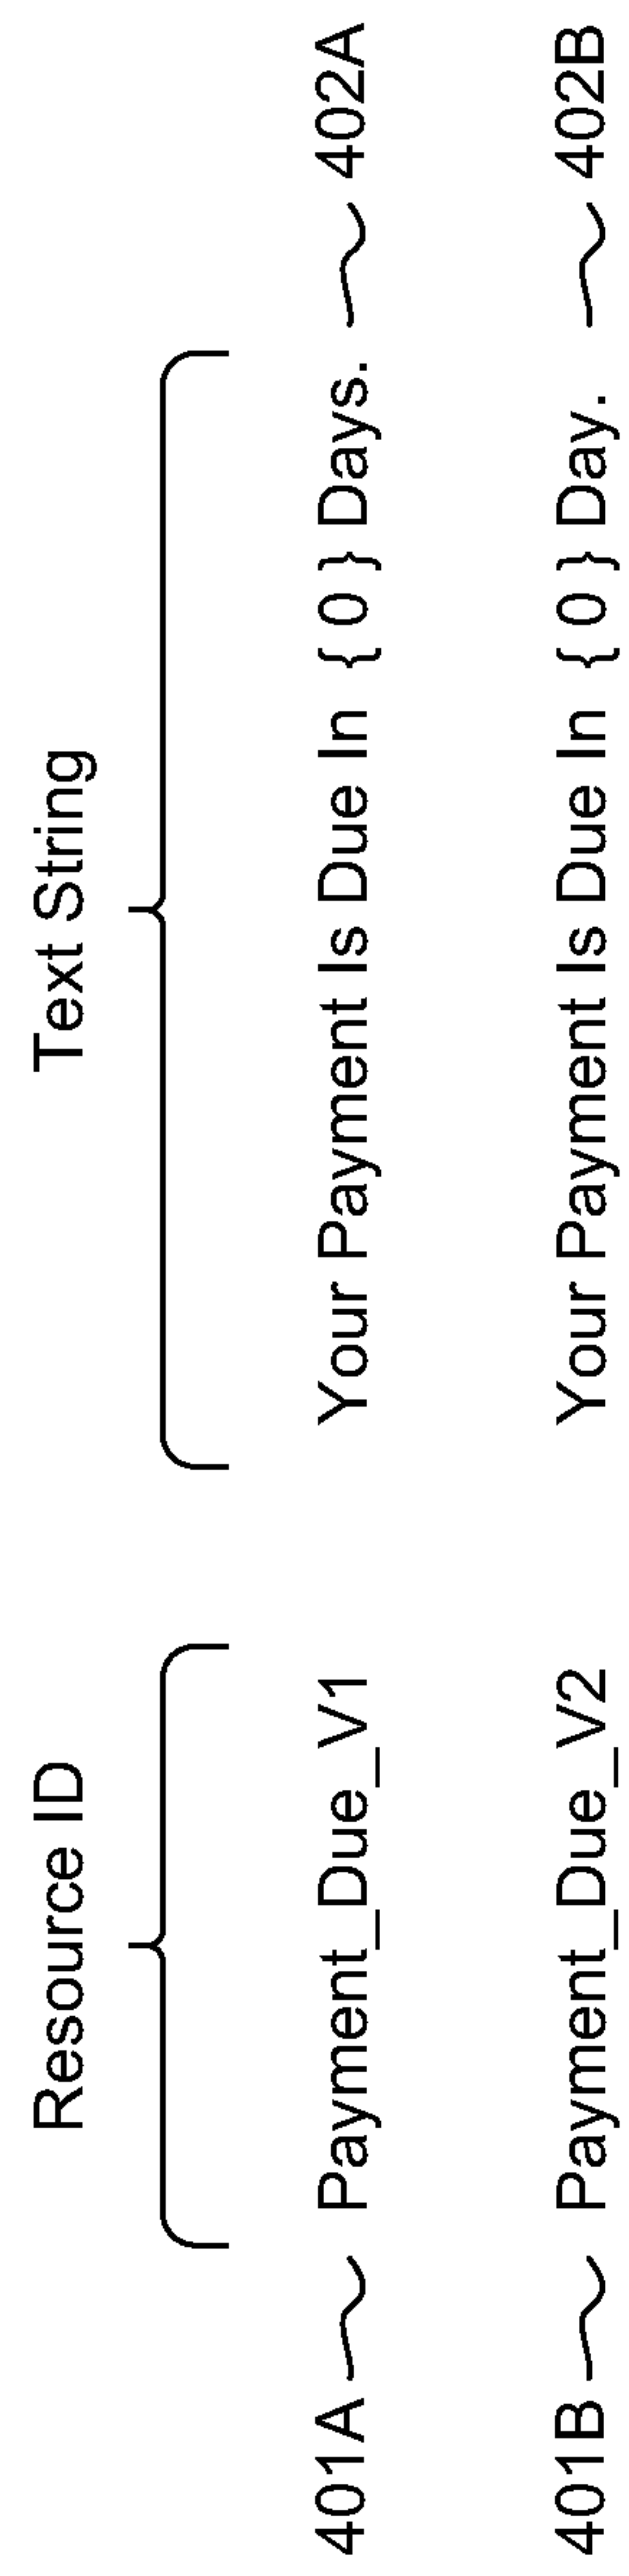 Resource ID Text String
401A Payment_Due_V1 Your Payment Is Due In { 0 } Days. 402A
401B Payment_Due_V2 Your Payment Is Due In { 0 } Day. 402B